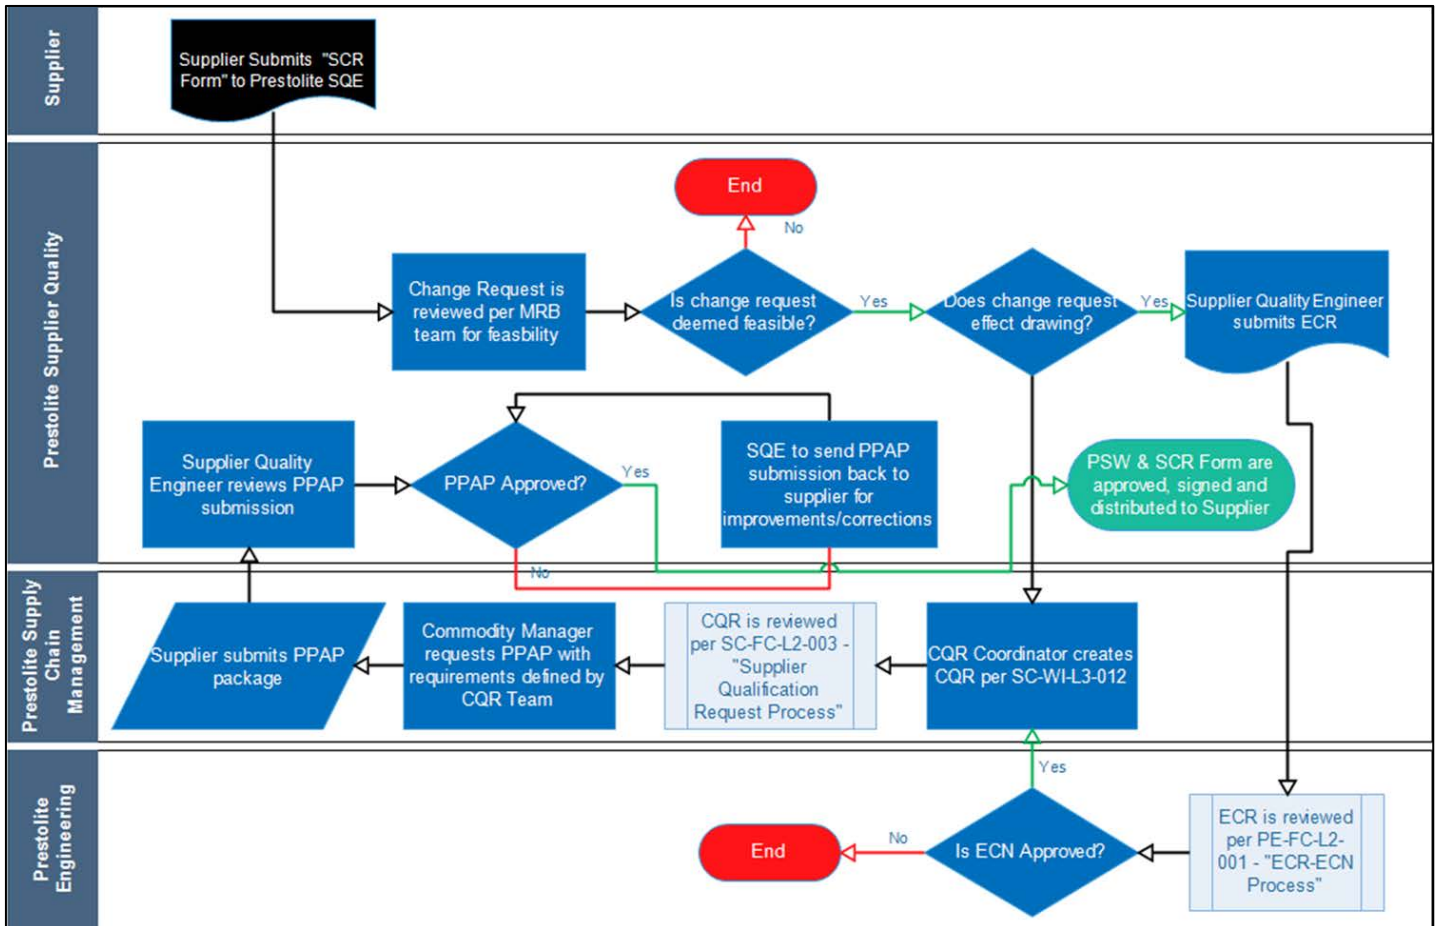 Supplier
Supplier Submits "SCR
Form" to Prestolite SQE
Prestolite Supplier Quality
End
No
Change Request is
reviewed per MRB
team for feasbility
Is change request
deemed feasible?
Yes
Does change request
effect drawing?
Yes
Supplier Quality Engineer
submits ECR
Supplier Quality
Engineer reviews PPAP
submission
PPAP Approved?
Yes
No
SQE to send PPAP
submission back to
supplier for
improvements/corrections
PSW & SCR Form are
approved, signed and
distributed to Supplier
Prestolite Supply
Chain
Management
Supplier submits PPAP
package
Commodity Manager
requests PPAP with
requirements defined by
CQR Team
CQR is reviewed
per SC-FC-L2-003 -
"Supplier
Qualification
Request Process"
CQR Coordinator creates
CQR per SC-WI-L3-012
Prestolite
Engineering
Yes
End
No
Is ECN Approved?
ECR is reviewed
per PE-FC-L2-
001 - "ECR-ECN
Process"